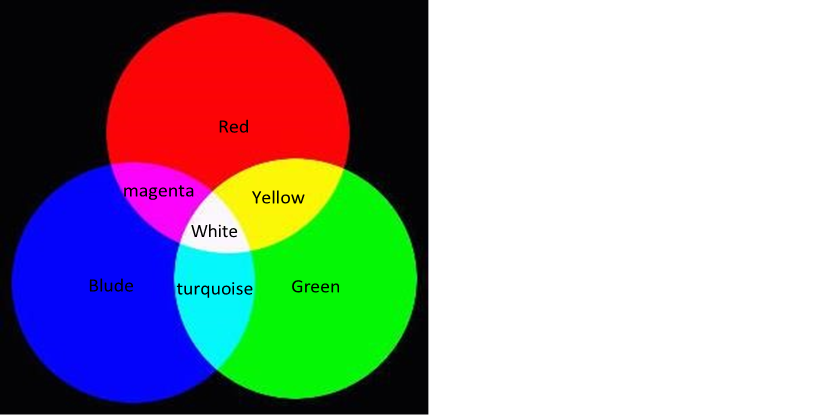 Red
magenta
Yellow
White
Blude
turquoise
Green